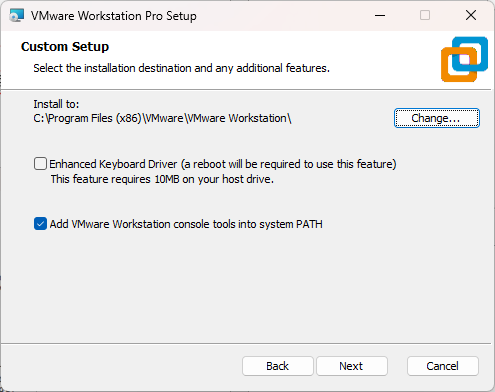 VMware Workstation Pro Setup
Custom Setup
Select the installation destination and any additional features.
Install to:
C:\Program Files (x86)\VMware\VMware Workstation\
Change...
Enhanced Keyboard Driver (a reboot will be required to use this feature)
This feature requires 10MB on your host drive.
Add VMware Workstation console tools into system PATH
Back
Next
Cancel